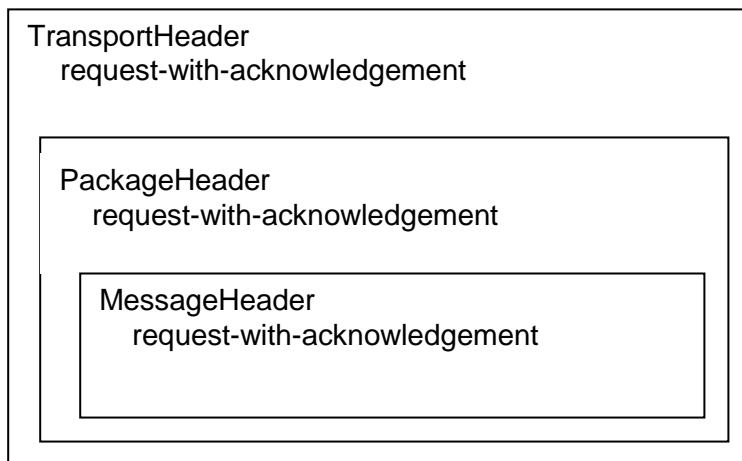 TransportHeader
request-with-acknowledgement
PackageHeader
request-with-acknowledgement
MessageHeader
request-with-acknowledgement